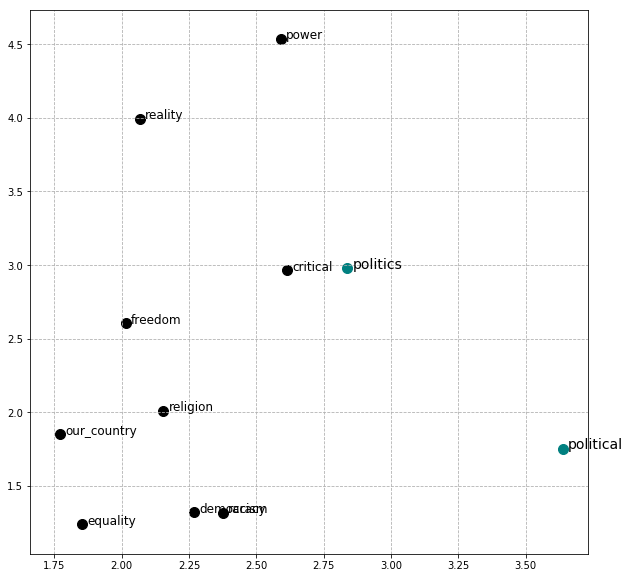 power
4.5
reality
4.0
critical
politics
3.0
3.5
freedom
2.5
religion
2.0
our_country
political
1.5
democracy
racism
equality
1.75
2.00
2.25
2.50
2.75
3.00
3.25
3.50